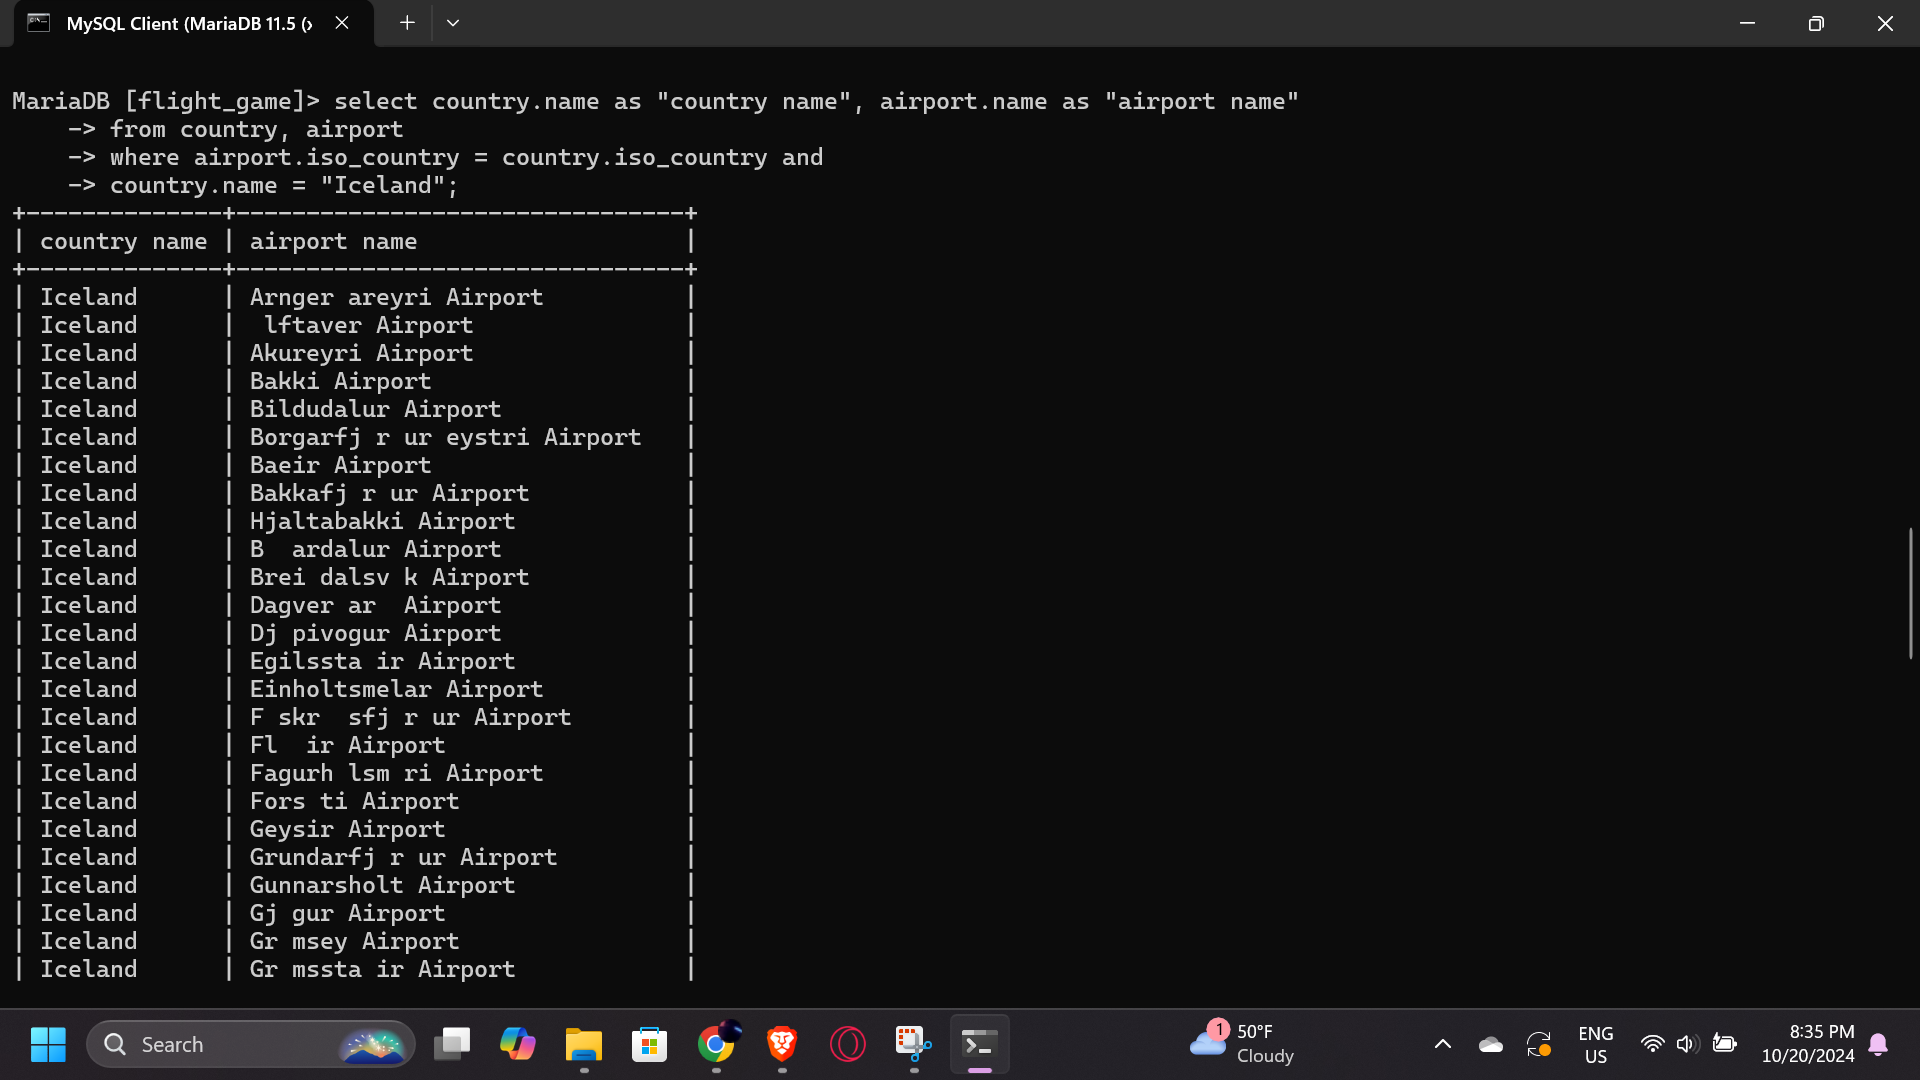 MySQL Client (MariaDB 11.5 (x
MariaDB [flight_game]> select country.name as "country name", airport.name as "airport name"
    -> from country, airport
    -> where airport.iso_country = country.iso_country and
    -> country.name = "Iceland";
+--------------+--------------------------------+
| country name | airport name                   |
+--------------+--------------------------------+
| Iceland      | Arnger areyri Airport          |
| Iceland      |  lftaver Airport               |
| Iceland      | Akureyri Airport               |
| Iceland      | Bakki Airport                  |
| Iceland      | Bildudalur Airport             |
| Iceland      | Borgarfj r ur eystri Airport   |
| Iceland      | Baeir Airport                  |
| Iceland      | Bakkafj r ur Airport           |
| Iceland      | Hjaltabakki Airport            |
| Iceland      | B  ardalur Airport             |
| Iceland      | Brei dalsv k Airport           |
| Iceland      | Dagver ar  Airport             |
| Iceland      | Dj pivogur Airport             |
| Iceland      | Egilssta ir Airport            |
| Iceland      | Einholtsmelar Airport          |
| Iceland      | F skr  sfj r ur Airport        |
| Iceland      | Fl  ir Airport                 |
| Iceland      | Fagurh lsm ri Airport          |
| Iceland      | Fors ti Airport                |
| Iceland      | Geysir Airport                 |
| Iceland      | Grundarfj r ur Airport         |
| Iceland      | Gunnarsholt Airport            |
| Iceland      | Gj gur Airport                 |
| Iceland      | Gr msey Airport                |
| Iceland      | Gr mssta ir Airport            |
Search
1
50°F
Cloudy
ENG
US
8:35 PM
10/20/2024